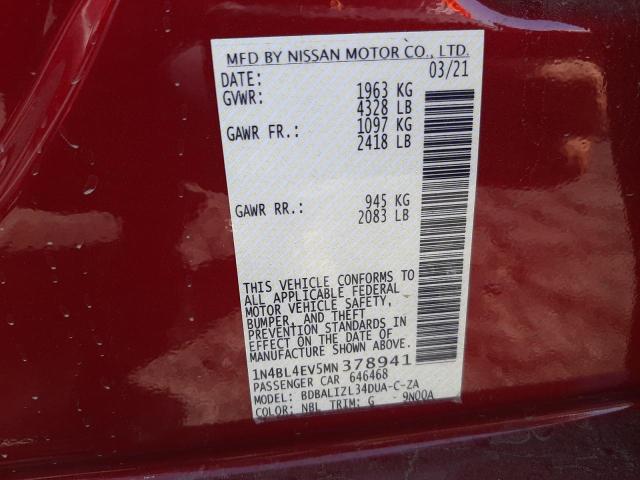 MFD BY NISSAN MOTOR CO., LTD.
DATE: 03/21
GVWR: 1963 KG
4328 LB
GAWR FR.: 1097 KG
2418 LB
GAWR RR.: 945 KG
2083 LB
THIS VEHICLE CONFORMS TO
ALL APPLICABLE FEDERAL
MOTOR VEHICLE SAFETY,
BUMPER, AND THEFT
PREVENTION STANDARDS IN
EFFECT ON THE DATE OF
MANUFACTURE SHOWN ABOVE.
1N4BL4EV5MN378941
PASSENGER CAR 646468
MODEL: BDBALIZL34DUA-C-ZA
COLOR: NBL TRIM: G 9NOOA